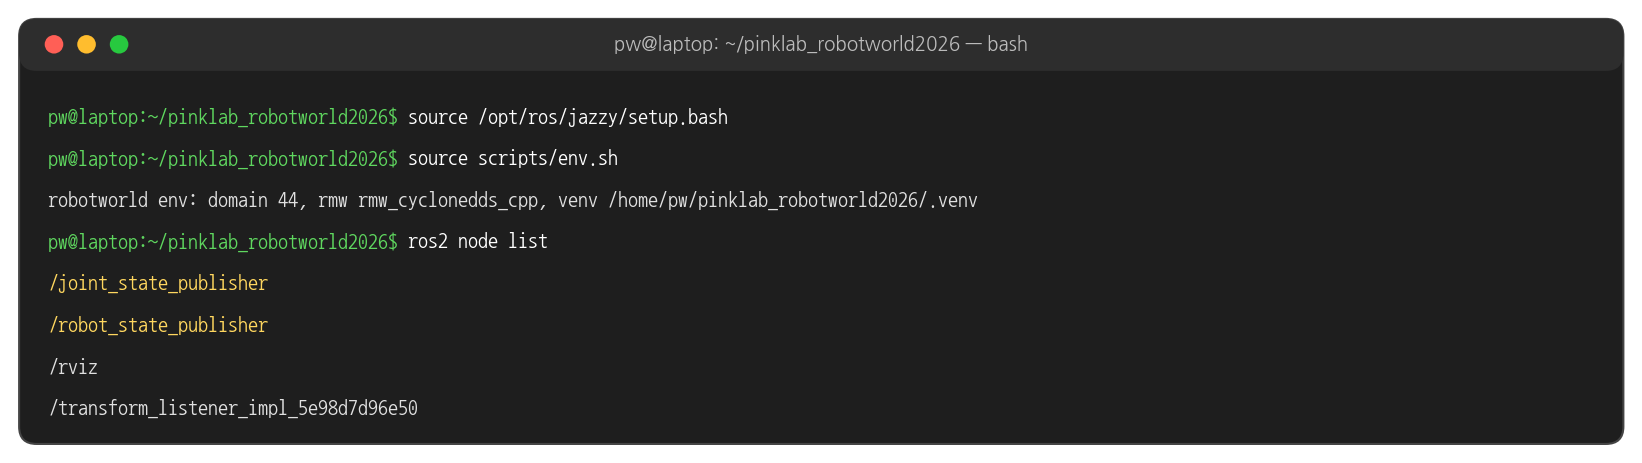 pw@laptop: ~/pinklab_robotworld2026 — bash
pw@laptop:~/pinklab_robotworld2026$ source /opt/ros/jazzy/setup.bash
pw@laptop:~/pinklab_robotworld2026$ source scripts/env.sh
robotworld env: domain 44, rmw rmw_cyclonedds_cpp, venv /home/pw/pinklab_robotworld2026/.venv
pw@laptop:~/pinklab_robotworld2026$ ros2 node list
/joint_state_publisher
/robot_state_publisher
/rviz
/transform_listener_impl_5e98d7d96e50